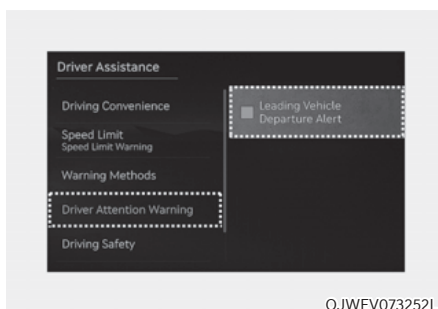 Driver Assistance
Driving Convenience
Speed Limit
Speed Limit Warning
Warning Methods
Driver Attention Warning
Driving Safety
Leading Vehicle
Departure Alert
OJWEV073252L